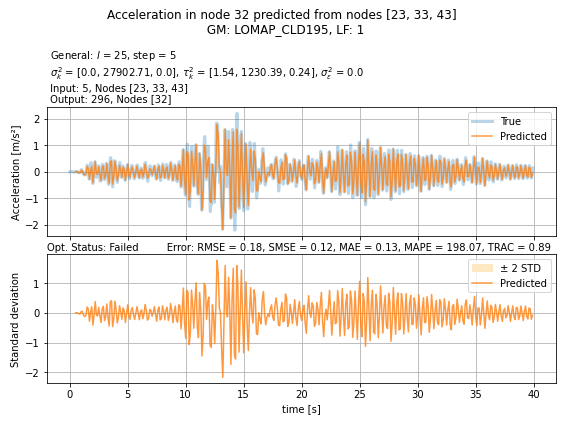 Acceleration in node 32 predicted from nodes [23, 33, 43]
GM: LOMAP_CLD195, LF: 1
General: l = 25, step = 5
σ²ₖ = [0.0, 27902.71, 0.0], τ²ₖ = [1.54, 1230.39, 0.24], σ²ε = 0.0
Input: 5, Nodes [23, 33, 43]
Output: 296, Nodes [32]
Acceleration [m/s²]
2
1
0
−1
−2
True
Predicted
Opt. Status: Failed
Error: RMSE = 0.18, SMSE = 0.12, MAE = 0.13, MAPE = 198.07, TRAC = 0.89
Standard deviation
2
1
0
−1
−2
± 2 STD
Predicted
0 5 10 15 20 25 30 35 40
time [s]